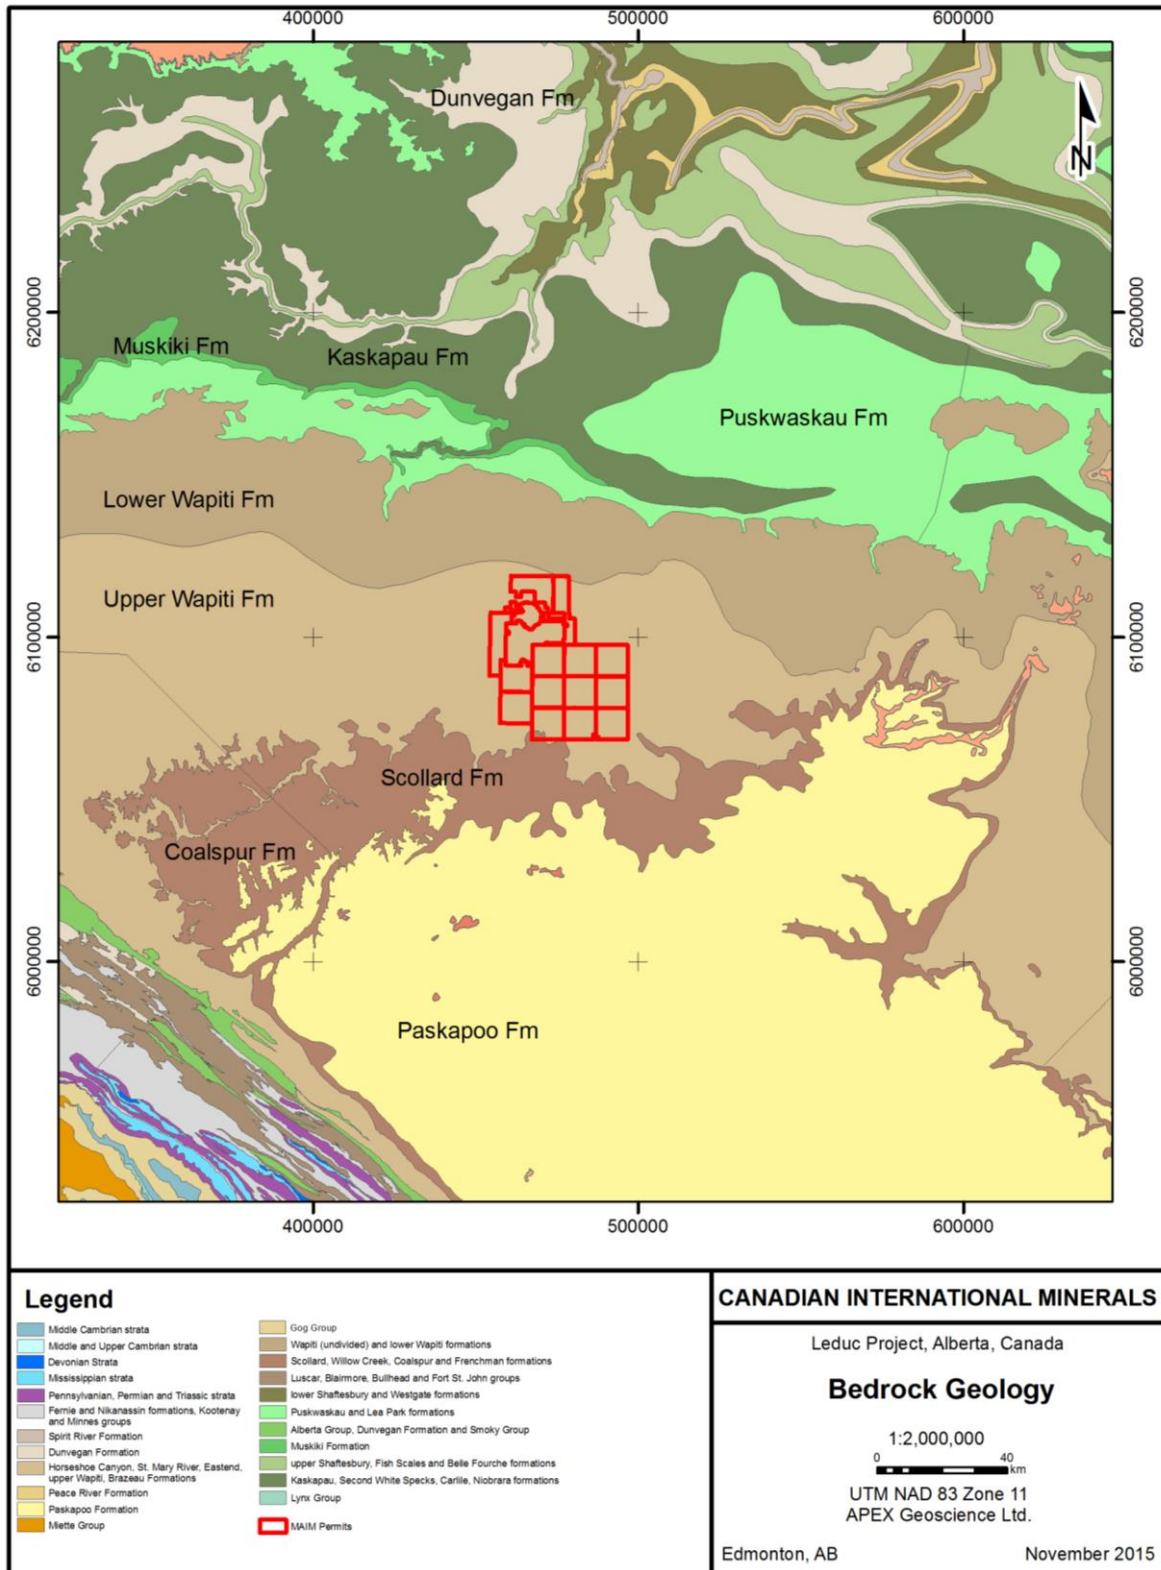 400000
500000
600000
Dunvegan Fm
N
6200000
6200000
Muskiki Fm
Kaskapau Fm
Puskwaskau Fm
Lower Wapiti Fm
Upper Wapiti Fm
6100000
6100000
Scollard Fm
Coalspur Fm
6000000
6000000
Paskapoo Fm
400000
500000
600000
Legend
Middle Cambrian strata
Middle and Upper Cambrian strata
Devonian Strata
Mississippian strata
Pennsylvanian, Permian and Triassic strata
Fernie and Nikanassin formations, Kootenay
and Minnes groups
Spirit River Formation
Dunvegan Formation
Horseshoe Canyon, St. Mary River, Eastend,
upper Wapiti, Brazeau Formations
Peace River Formation
Paskapoo Formation
Miette Group
Gog Group
Wapiti (undivided) and lower Wapiti formations
Scollard, Willow Creek, Coalspur and Frenchman formations
Luscar, Blairmore, Bullhead and Fort St. John groups
lower Shaftesbury and Westgate formations
Puskwaskau and Lea Park formations
Alberta Group, Dunvegan Formation and Smoky Group
Muskiki Formation
upper Shaftesbury, Fish Scales and Belle Fourche formations
Kaskapau, Second White Specks, Carlile, Niobrara formations
Lynx Group
MAIM Permits
CANADIAN INTERNATIONAL MINERALS
Leduc Project, Alberta, Canada
Bedrock Geology
1:2,000,000
0 40
km
UTM NAD 83 Zone 11
APEX Geoscience Ltd.
Edmonton, AB November 2015